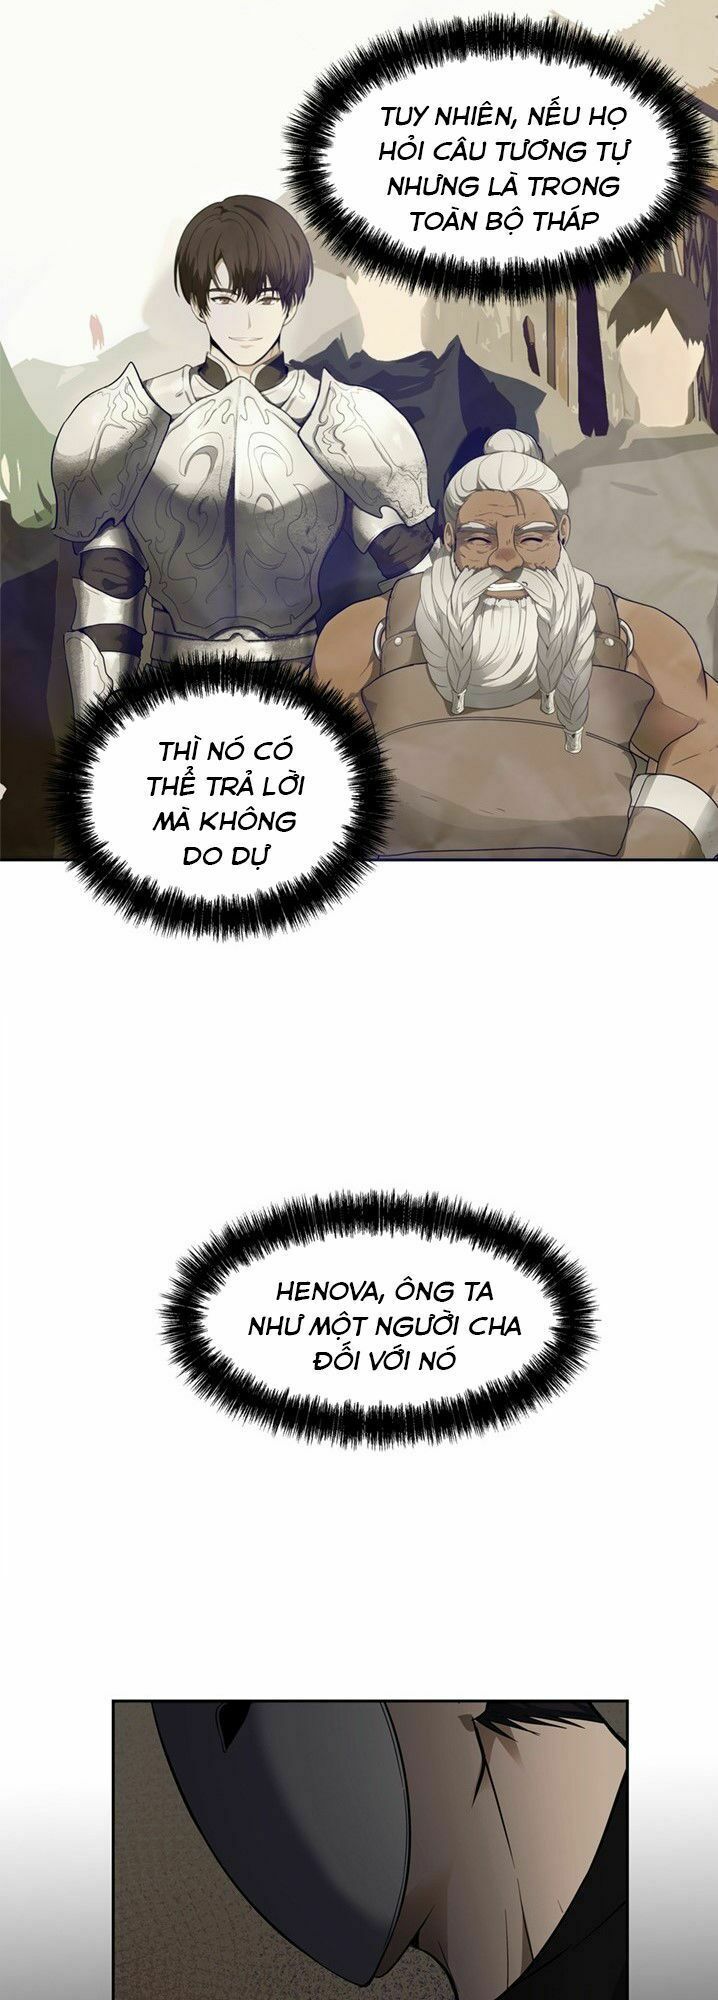 TUY NHIÊN, NẾU HỌ
HỎI CÂU TƯƠNG TỰ
NHƯNG LÀ TRONG
TOÀN BỘ THÁP
THÌ NÓ CÓ
THỂ TRẢ LỜI
MÀ KHÔNG
DO DỰ
HENOVA, ÔNG TA
NHƯ MỘT NGƯỜI CHA
ĐỐI VỚI NÓ